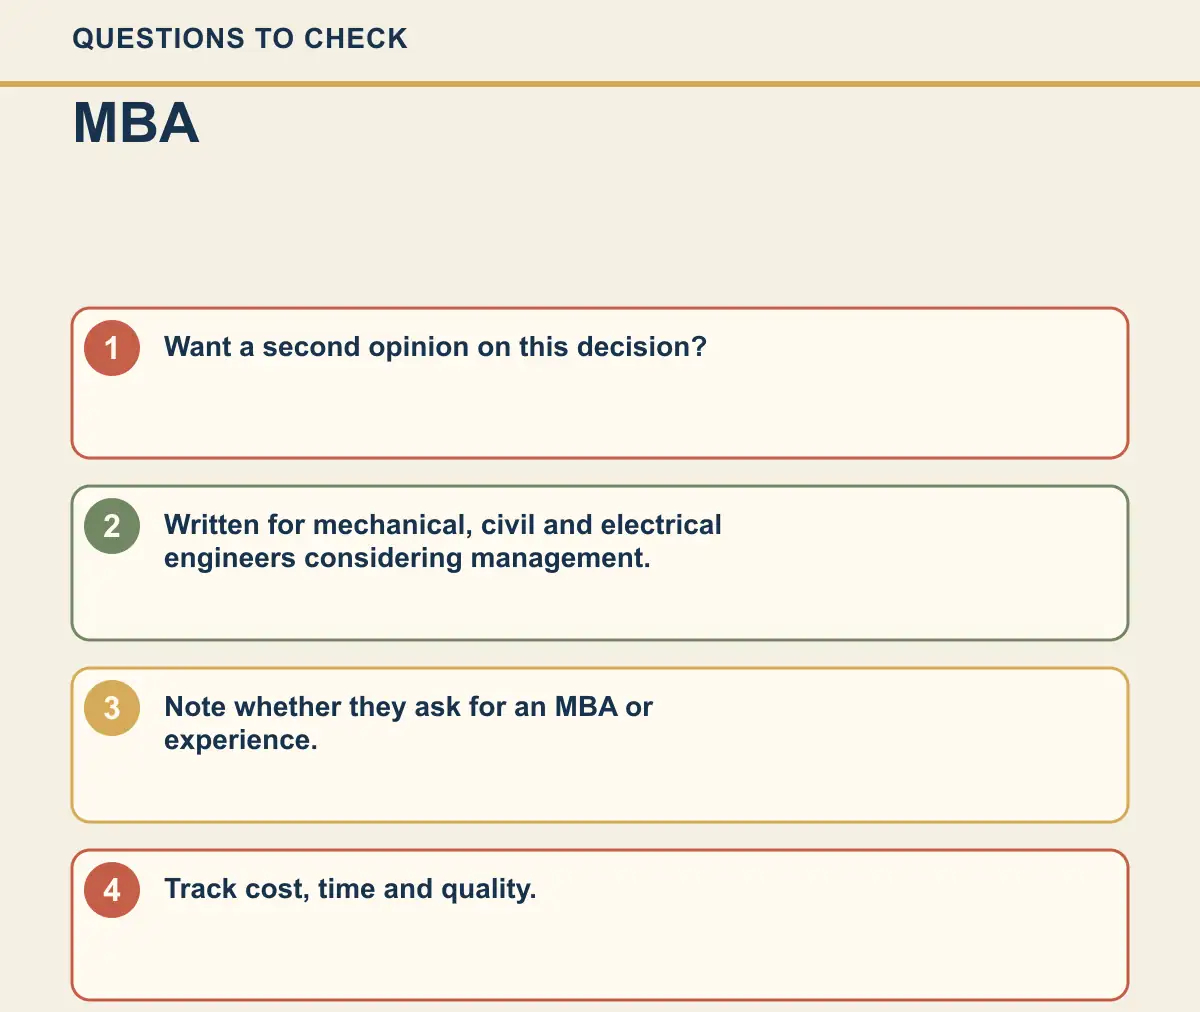 QUESTIONS TO CHECK
MBA
1
Want a second opinion on this decision?
2
Written for mechanical, civil and electrical
engineers considering management.
3
Note whether they ask for an MBA or
experience.
4
Track cost, time and quality.